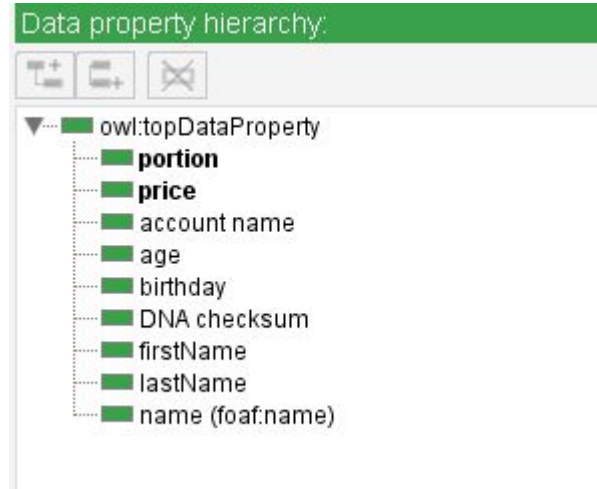 Data property hierarchy:
owl:topDataProperty
portion
price
account name
age
birthday
DNA checksum
firstName
lastName
name (foaf:name)